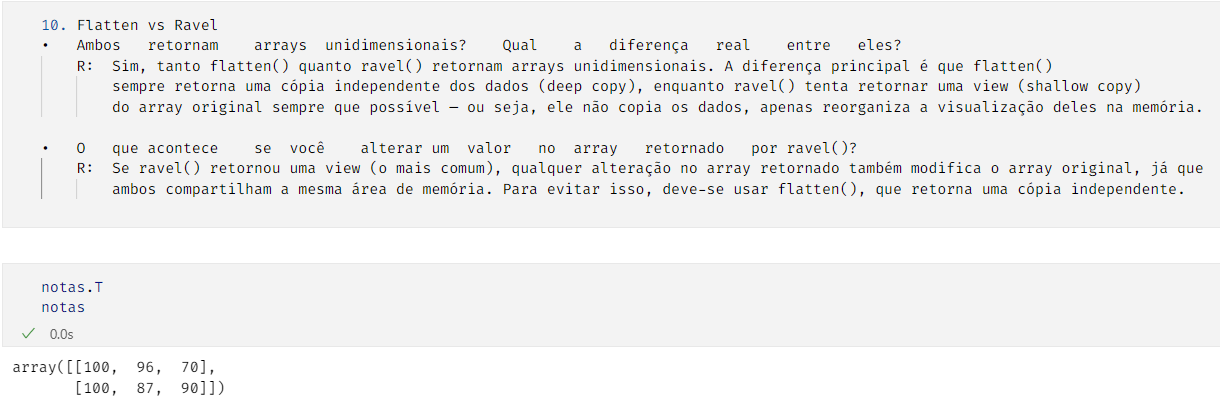 10. Flatten vs Ravel
• Ambos retornam arrays unidimensionais? Qual a diferença real entre eles?
R: Sim, tanto flatten() quanto ravel() retornam arrays unidimensionais. A diferença principal é que flatten()
sempre retorna uma cópia independente dos dados (deep copy), enquanto ravel() tenta retornar uma view (shallow copy)
do array original sempre que possível — ou seja, ele não copia os dados, apenas reorganiza a visualização deles na memória.
• O que acontece se você alterar um valor no array retornado por ravel()?
R: Se ravel() retornou uma view (o mais comum), qualquer alteração no array retornado também modifica o array original, já que
ambos compartilham a mesma área de memória. Para evitar isso, deve-se usar flatten(), que retorna uma cópia independente.
notas.T
notas
✓ 0.0s
array([[100, 96, 70],
[100, 87, 90]])